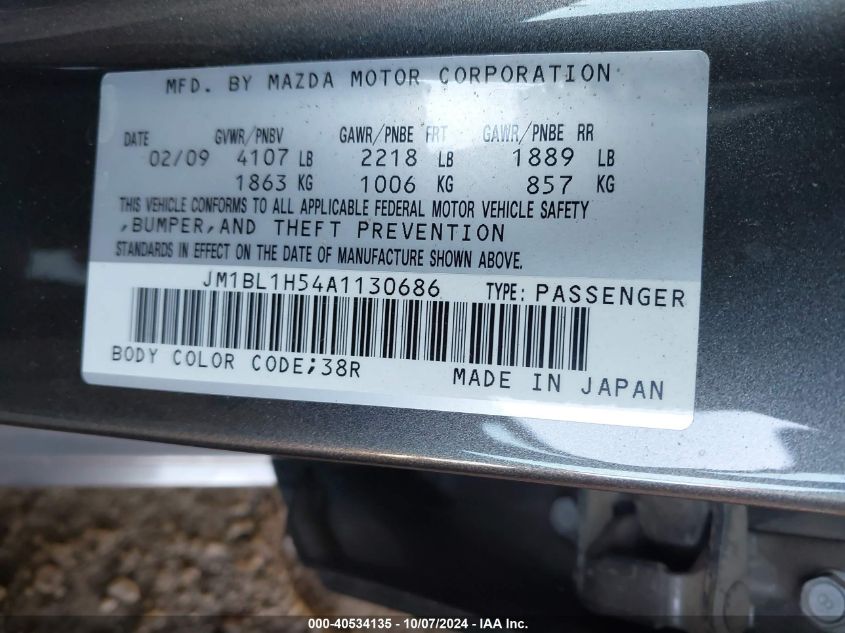 MFD. BY MAZDA MOTOR CORPORATION
DATE GVWR/PNBV GAWR/PNBE FRT GAWR/PNBE RR
02/09 4107 LB 2218 LB 1889 LB
1863 KG 1006 KG 857 KG
THIS VEHICLE CONFORMS TO ALL APPLICABLE FEDERAL MOTOR VEHICLE SAFETY
,BUMPER,AND THEFT PREVENTION
STANDARDS IN EFFECT ON THE DATE OF MANUFACTURE SHOWN ABOVE.
JM1BL1H54A1130686 TYPE: PASSENGER
BODY COLOR CODE;38R MADE IN JAPAN
000-40534135 - 10/07/2024 - IAA Inc.